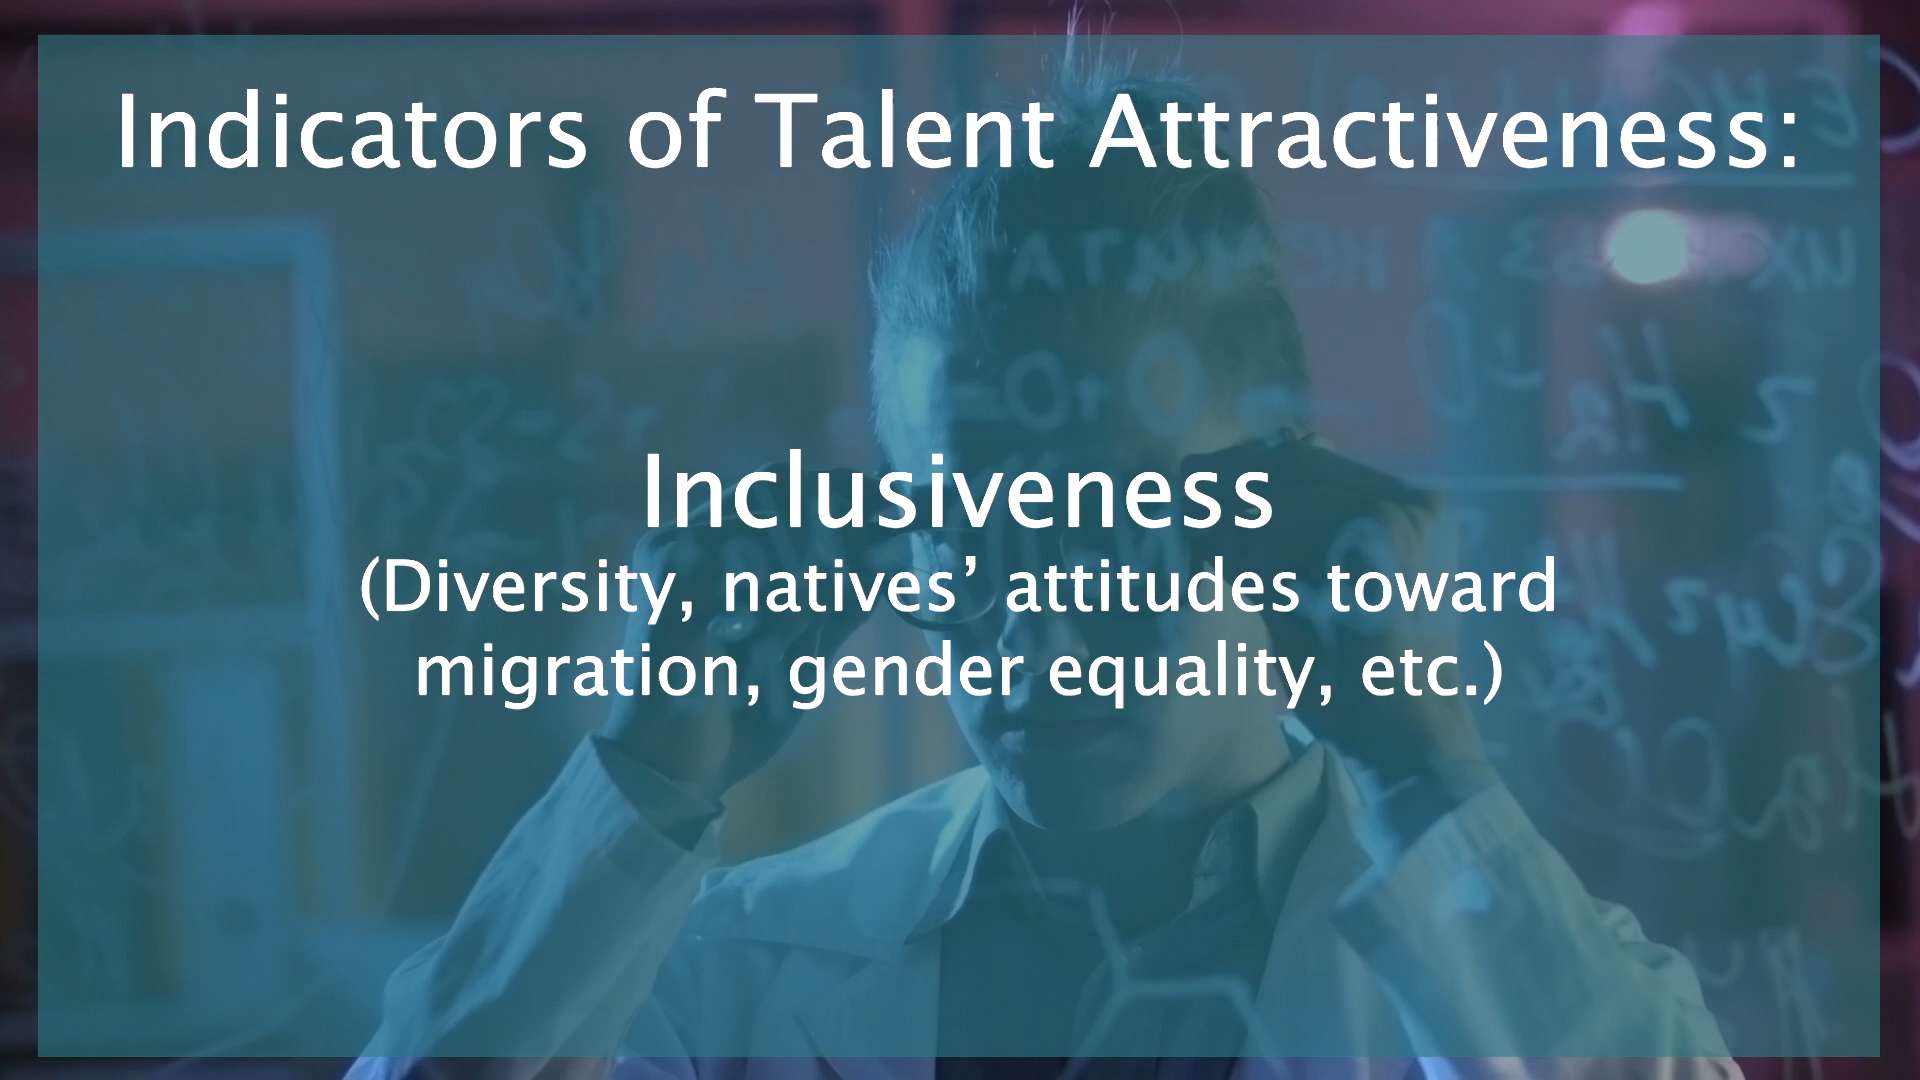 Indicators of Talent Attractiveness:
Inclusiveness
(Diversity, natives’ attitudes toward
migration, gender equality, etc.)